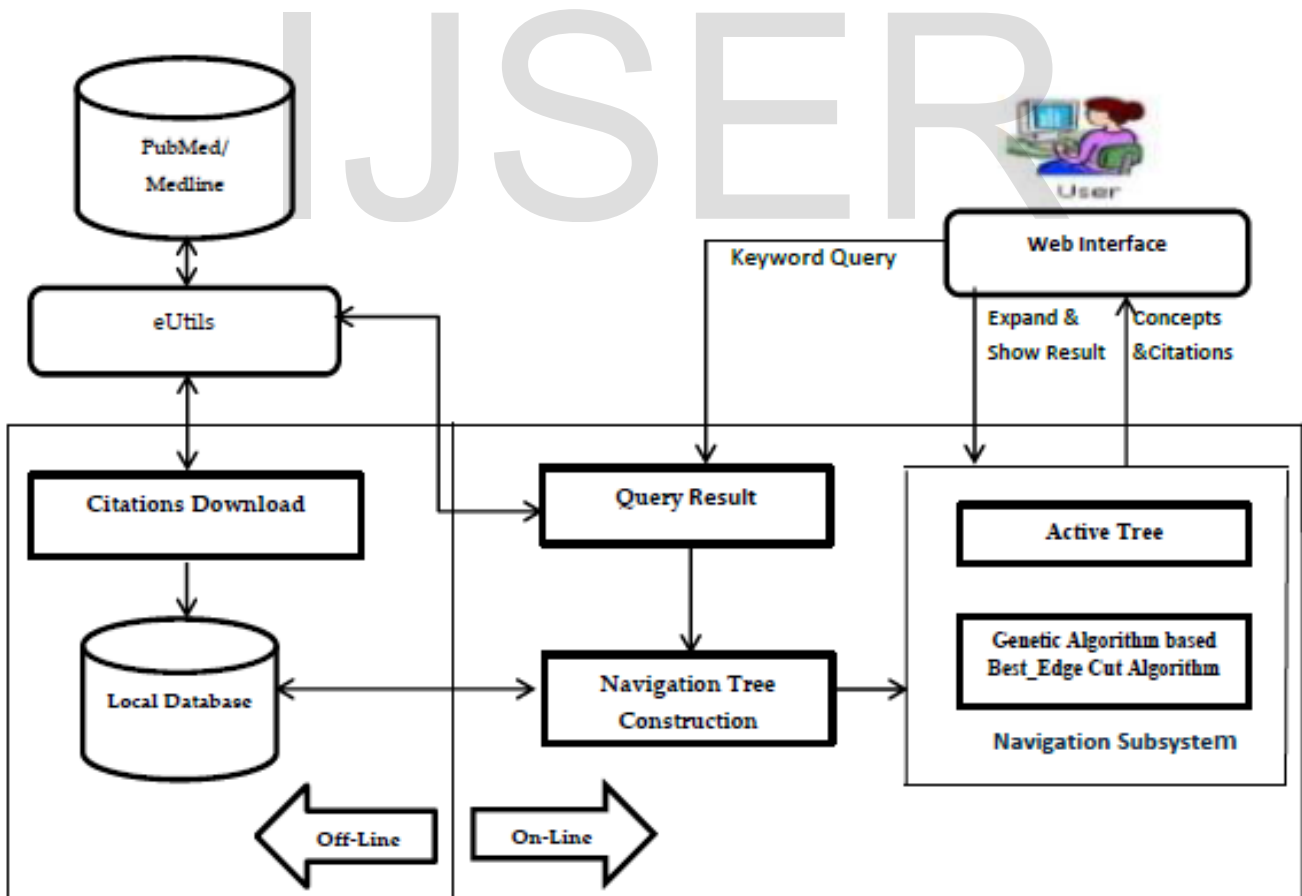 IJSER
PubMed/
Medline
User
Web Interface
Keyword Query
eUtils
Expand &
Show Result
Concepts
&Citations
Citations Download
Query Result
Active Tree
Genetic Algorithm based
Best_Edge Cut Algorithm
Local Database
Navigation Tree
Construction
Navigation Subsystem
Off-Line
On-Line